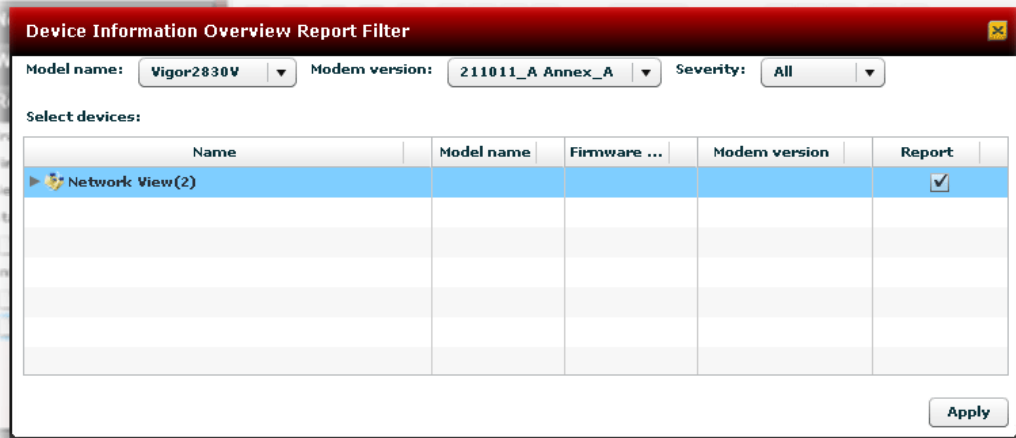 Device Information Overview Report Filter
Model name: Vigor2830V Modem version: 211011_A Annex_A Severity: All
Select devices:
Name Model name Firmware ... Modem version Report
Network View(2)
Apply